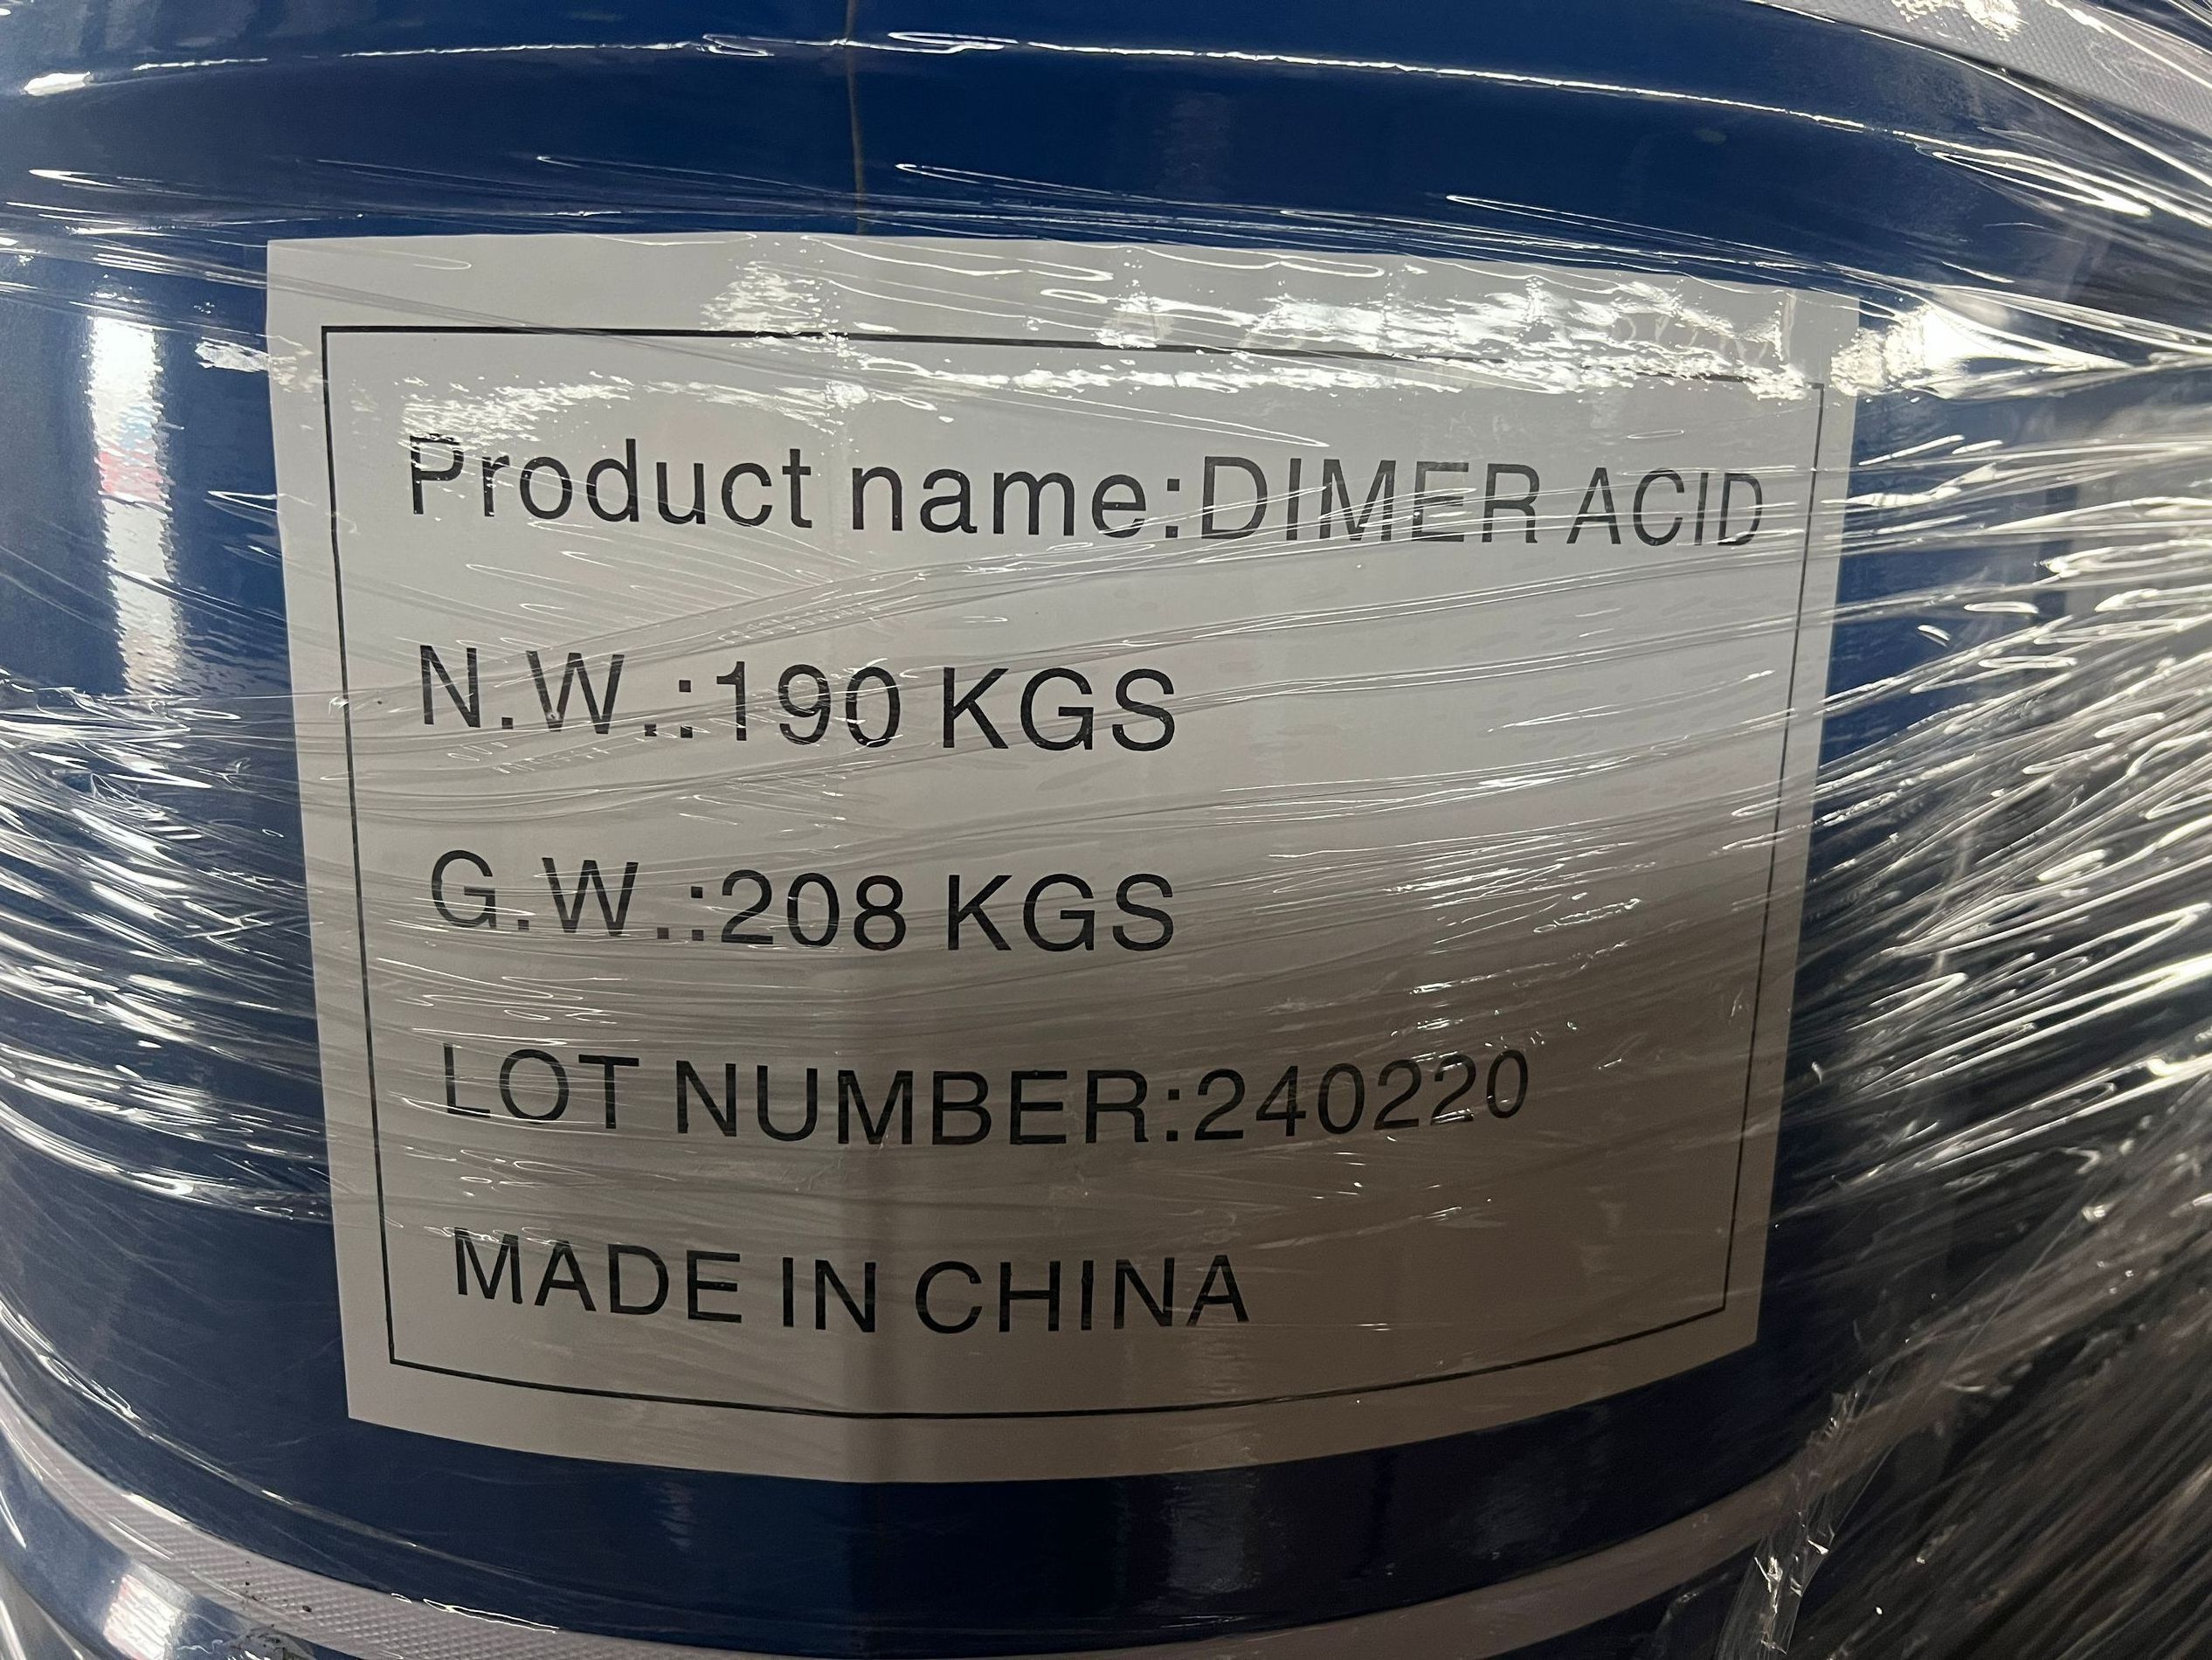 Product name:DIMER ACID
N.W.:190 KGS
G.W.:208 KGS
LOT NUMBER:240220
MADE IN CHINA